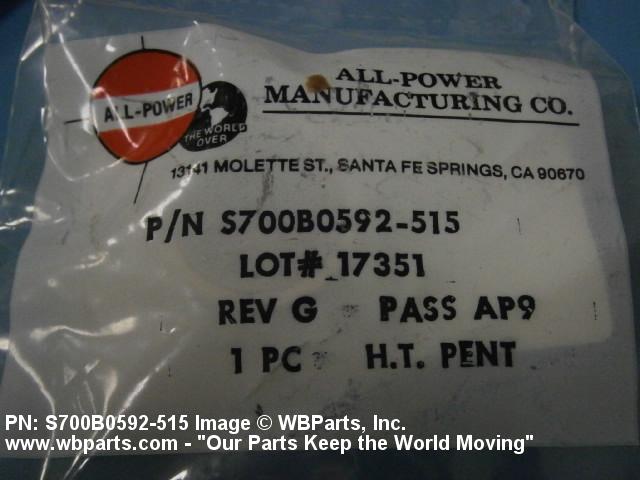 ALL-POWER
THE WORLD
OVER
ALL-POWER
MANUFACTURING CO.
13141 MOLETTE ST., SANTA FE SPRINGS, CA 90670
P/N S700B0592-515
LOT# 17351
REV G PASS AP9
1 PC H.T. PENT
PN: S700B0592-515 Image © WBParts, Inc.
www.wbparts.com - "Our Parts Keep the World Moving"